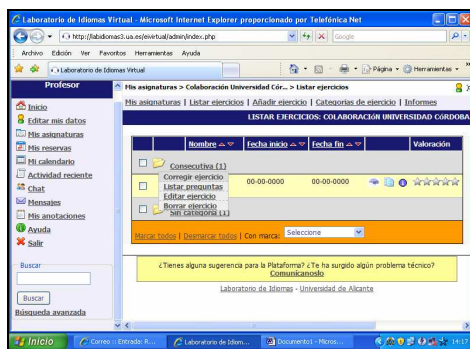 Laboratorio de Idiomas Virtual - Microsoft Internet Explorer proporcionado por Telefónica Net
http://labidiomas3.ua.es/eivirtual/admin/index.php
Google
Archivo Edición Ver Favoritos Herramientas Ayuda
Laboratorio de Idiomas Virtual
Página
Herramientas
Profesor
Inicio
Editar mis datos
Mis asignaturas
Mis reservas
Mi calendario
Actividad reciente
Chat
Mensajes
Mis anotaciones
Ayuda
Salir
Buscar
Buscar
Búsqueda avanzada
Mis asignaturas > Colaboración Universidad Cór... > Listar ejercicios
Mis asignaturas | Listar ejercicios | Añadir ejercicio | Categorías de ejercicio | Informes
LISTAR EJERCICIOS: COLABORACIÓN UNIVERSIDAD CÓRDOBA
Nombre Fecha inicio Fecha fin Valoración
Consecutiva (1)
Corregir ejercicio
Listar preguntas
Editar ejercicio
Borrar ejercicio
00-00-0000 00-00-0000
Sin categoría (1)
Marcar todos | Desmarcar todos | Con marca: Seleccione
¿Tienes alguna sugerencia para la Plataforma? ¿Te ha surgido algún problema técnico?
Comunícanoslo
Laboratorio de Idiomas - Universidad de Alicante
Inicio
Correo :: Entrada: R...
Laboratorio de Idiom...
Documento1 - Micros...
14:17